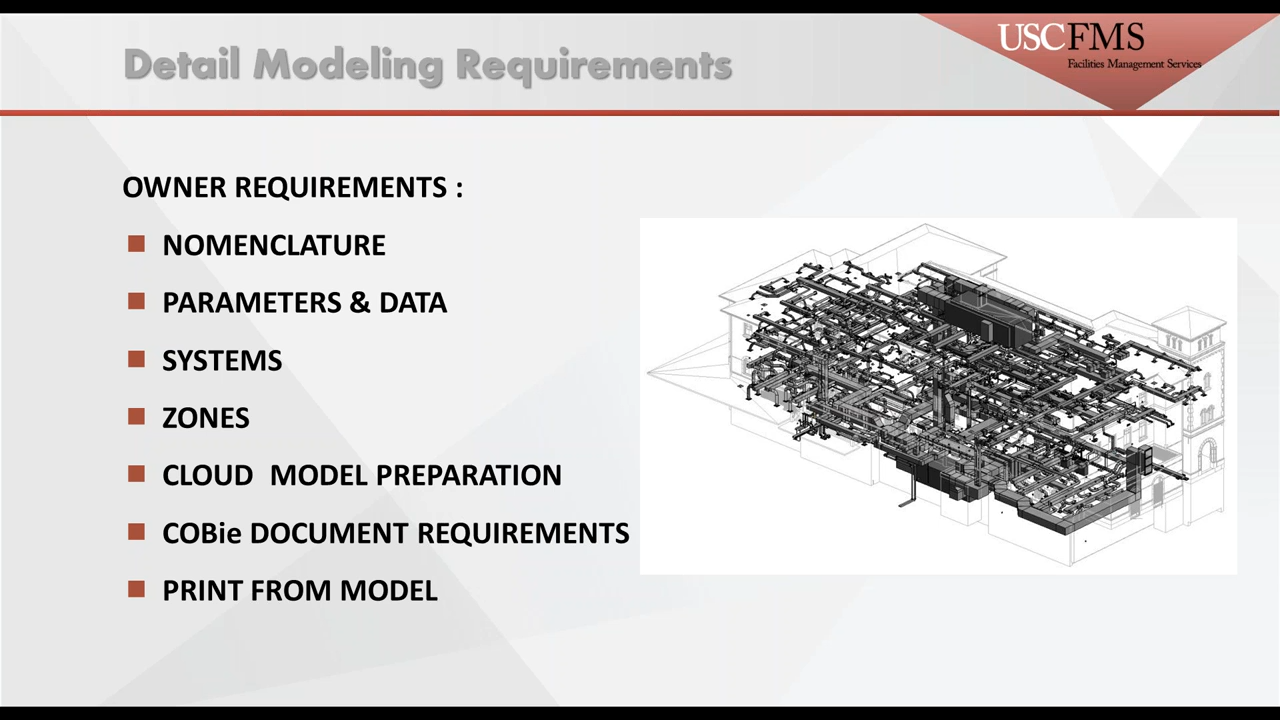 Detail Modeling Requirements
USCFMS
Facilities Management Services
OWNER REQUIREMENTS :
NOMENCLATURE
PARAMETERS & DATA
SYSTEMS
ZONES
CLOUD MODEL PREPARATION
COBie DOCUMENT REQUIREMENTS
PRINT FROM MODEL